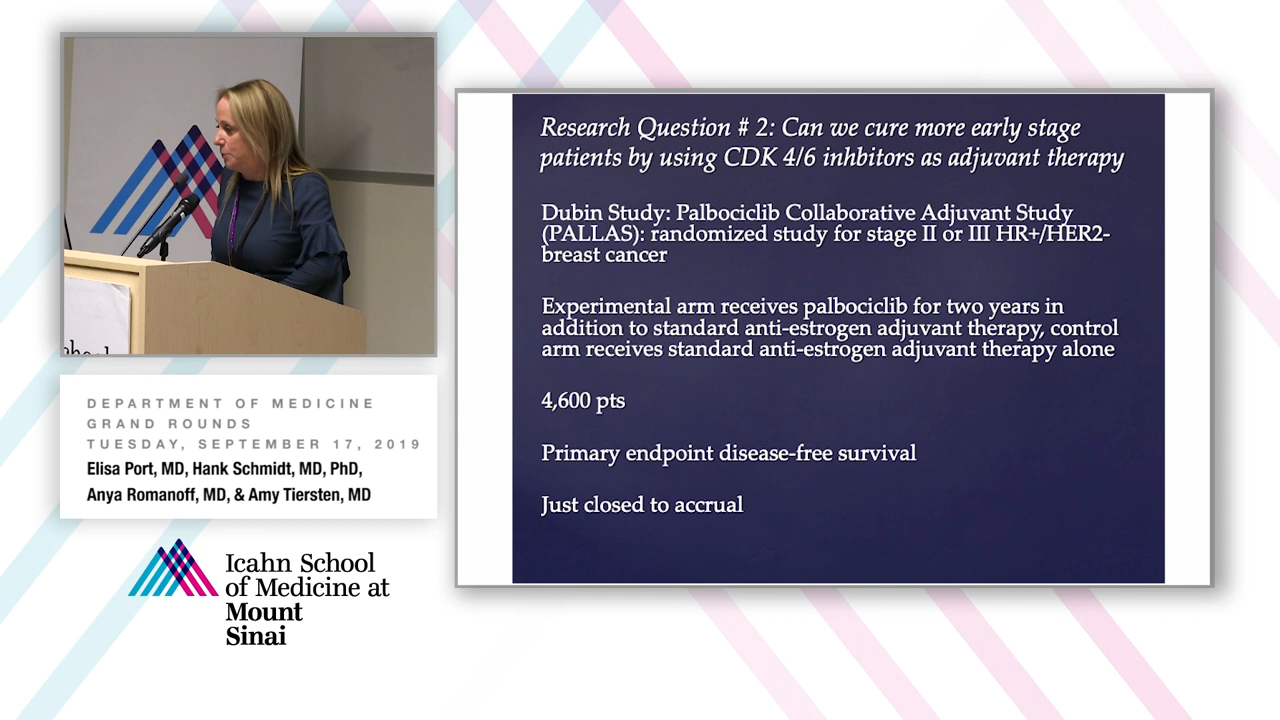 Research Question # 2: Can we cure more early stage
patients by using CDK 4/6 inhbitors as adjuvant therapy
Dubin Study: Palbociclib Collaborative Adjuvant Study
(PALLAS): randomized study for stage II or III HR+/HER2-
breast cancer
Experimental arm receives palbociclib for two years in
addition to standard anti-estrogen adjuvant therapy, control
arm receives standard anti-estrogen adjuvant therapy alone
4,600 pts
Primary endpoint disease-free survival
Just closed to accrual
DEPARTMENT OF MEDICINE
GRAND ROUNDS
TUESDAY, SEPTEMBER 17, 2019
Elisa Port, MD, Hank Schmidt, MD, PhD,
Anya Romanoff, MD, & Amy Tiersten, MD
Icahn School
of Medicine at
Mount
Sinai